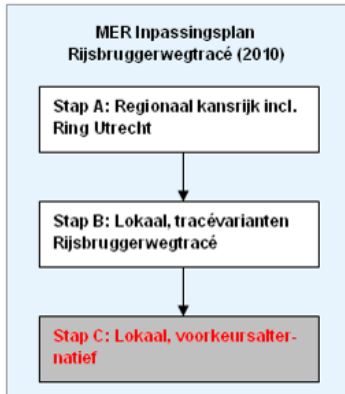 MER Inpassingsplan
Rijsbruggerwegtracé (2010)
Stap A: Regionaal kansrijk incl.
Ring Utrecht
Stap B: Lokaal, tracévarianten
Rijsbruggerwegtracé
Stap C: Lokaal, voorkeursalter-
natief